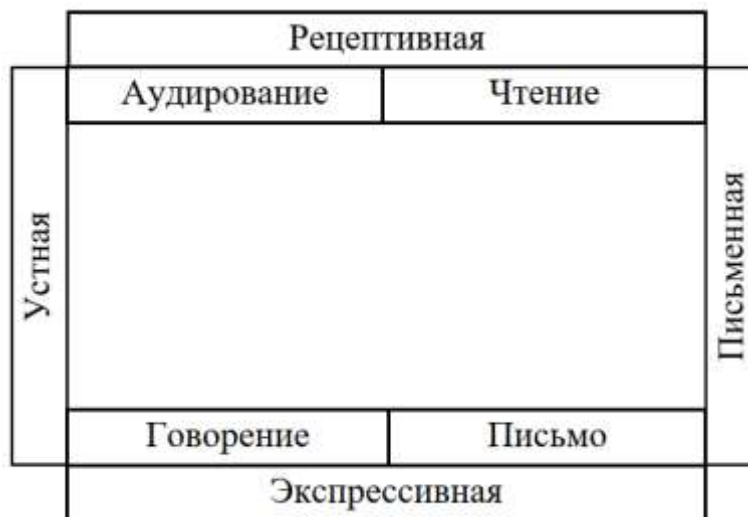 Рецептивная
Аудирование
Чтение
Устная
Письменная
Говорение
Письмо
Экспрессивная